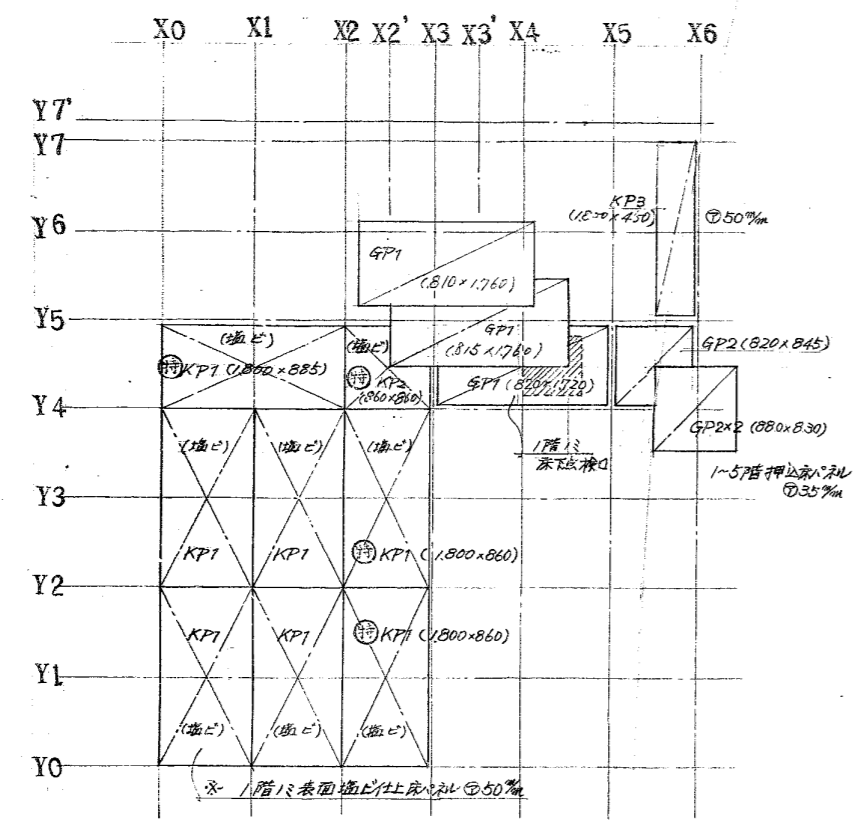 X0 X1 X2 X2' X3 X3' X4 X5 X6
Y7'
Y7
KP3
(1.850×450)
Ⓣ50m/m
Y6
GP1
(.810×1.760)
Y5
(塩ビ)
(塩ビ)
GP1
(.815×1.760)
GP2(820×845)
特 KP1 (1.860×885)
特 KP2
(860×860)
GP1 (820×1.720)
Y4
GP2×2 (880×830)
(塩ビ) (塩ビ) (塩ビ)
1階ノミ
床下点検口
1~5階押込床パネル
Ⓣ35m/m
Y3
KP1 KP1 特 KP1 (1.800×860)
Y2
KP1 KP1 特 KP1 (1.800×860)
Y1
(塩ビ) (塩ビ) (塩ビ)
Y0
※ 1階ノミ表面塩ビ仕上床パネル Ⓣ50m/m